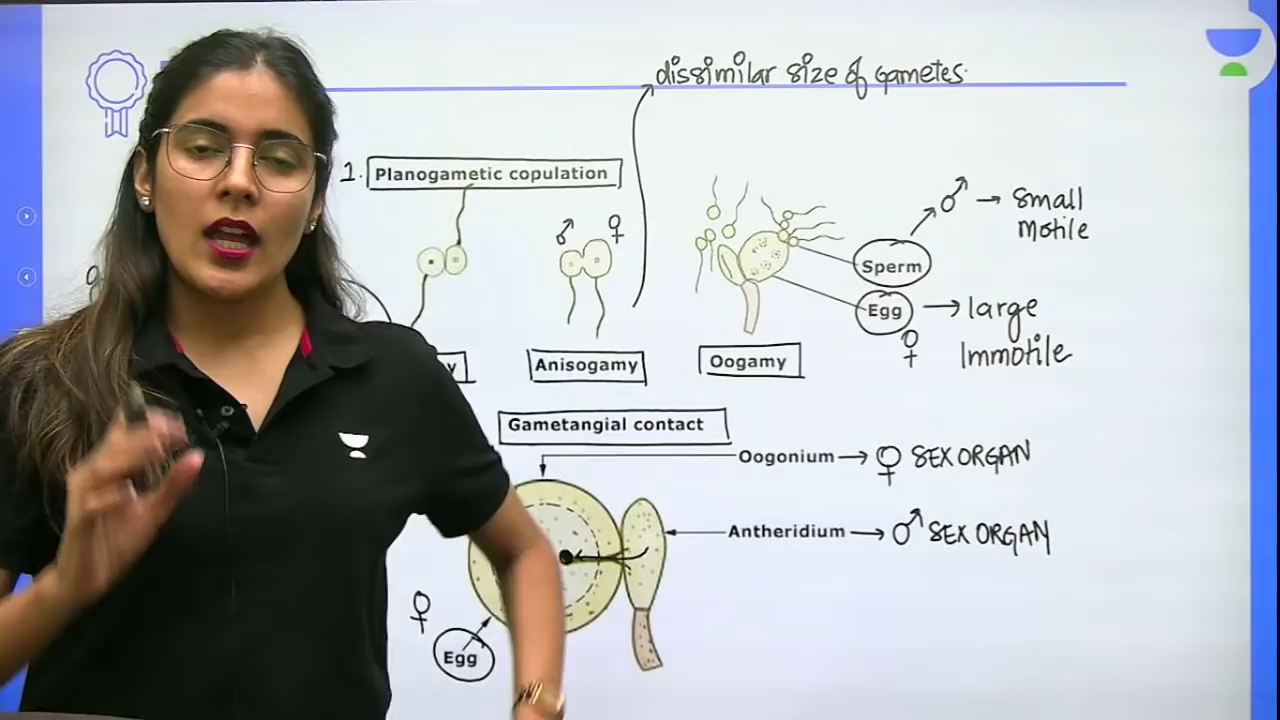 dissimilar size of gametes
1. Planogametic copulation
♂ ♀
♂ → Small
motile
Sperm
Egg → large
♀ Immotile
y
Anisogamy
Oogamy
Gametangial contact
Oogonium → ♀ SEX ORGAN
Antheridium → ♂ SEX ORGAN
♀
Egg